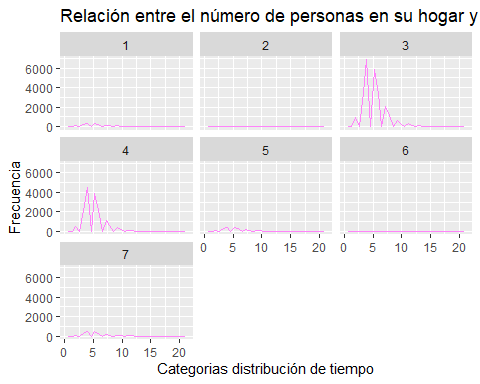 Relación entre el número de personas en su hogar y
1 2 3
6000
4000
2000
0
4 5 6
6000
4000
2000
0
0 5 10 15 20 0 5 10 15 20
7
6000
4000
2000
0
0 5 10 15 20
Frecuencia
Categorias distribución de tiempo